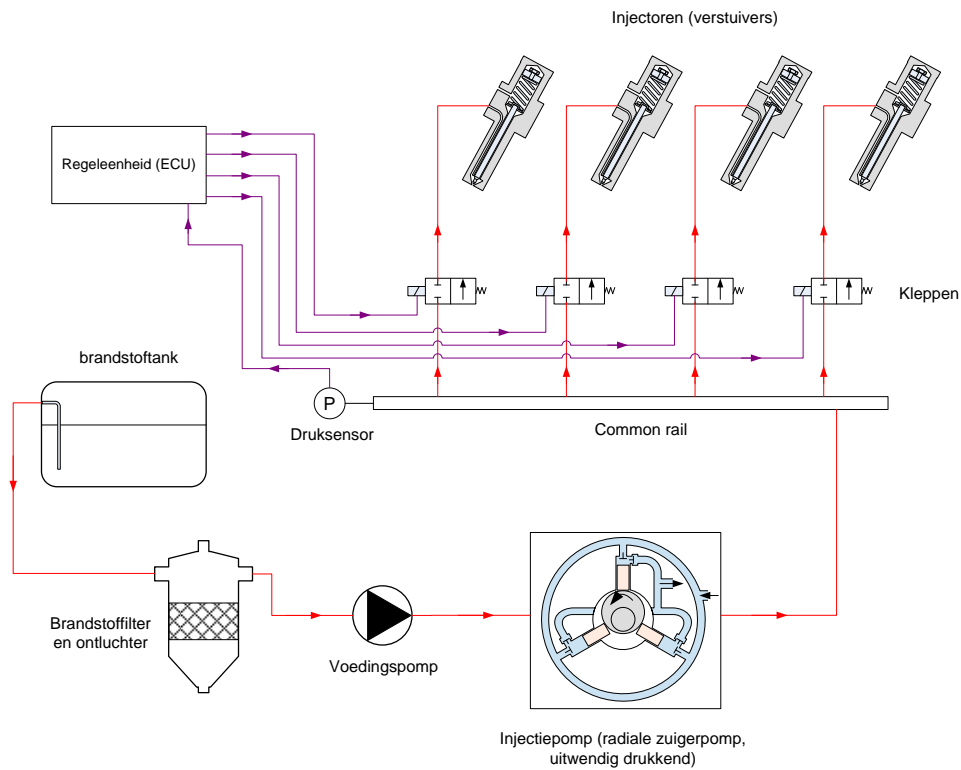 Injectoren (verstuivers)
Regeleenheid (ECU)
Kleppen
brandstoftank
P
Druksensor
Common rail
Brandstoffilter
en ontluchter
Voedingspomp
Injectiepomp (radiale zuigerpomp,
uitwendig drukkend)